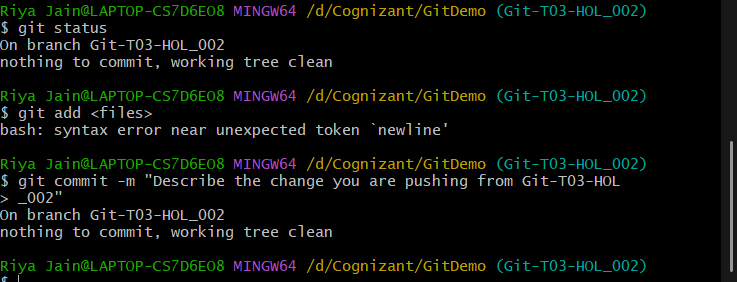 Riya Jain@LAPTOP-CS7D6EO8 MINGW64 /d/Cognizant/GitDemo (Git-T03-HOL_002)
$ git status
On branch Git-T03-HOL_002
nothing to commit, working tree clean
Riya Jain@LAPTOP-CS7D6EO8 MINGW64 /d/Cognizant/GitDemo (Git-T03-HOL_002)
$ git add <files>
bash: syntax error near unexpected token `newline'
Riya Jain@LAPTOP-CS7D6EO8 MINGW64 /d/Cognizant/GitDemo (Git-T03-HOL_002)
$ git commit -m "Describe the change you are pushing from Git-T03-HOL
> _002"
On branch Git-T03-HOL_002
nothing to commit, working tree clean
Riya Jain@LAPTOP-CS7D6EO8 MINGW64 /d/Cognizant/GitDemo (Git-T03-HOL_002)
$